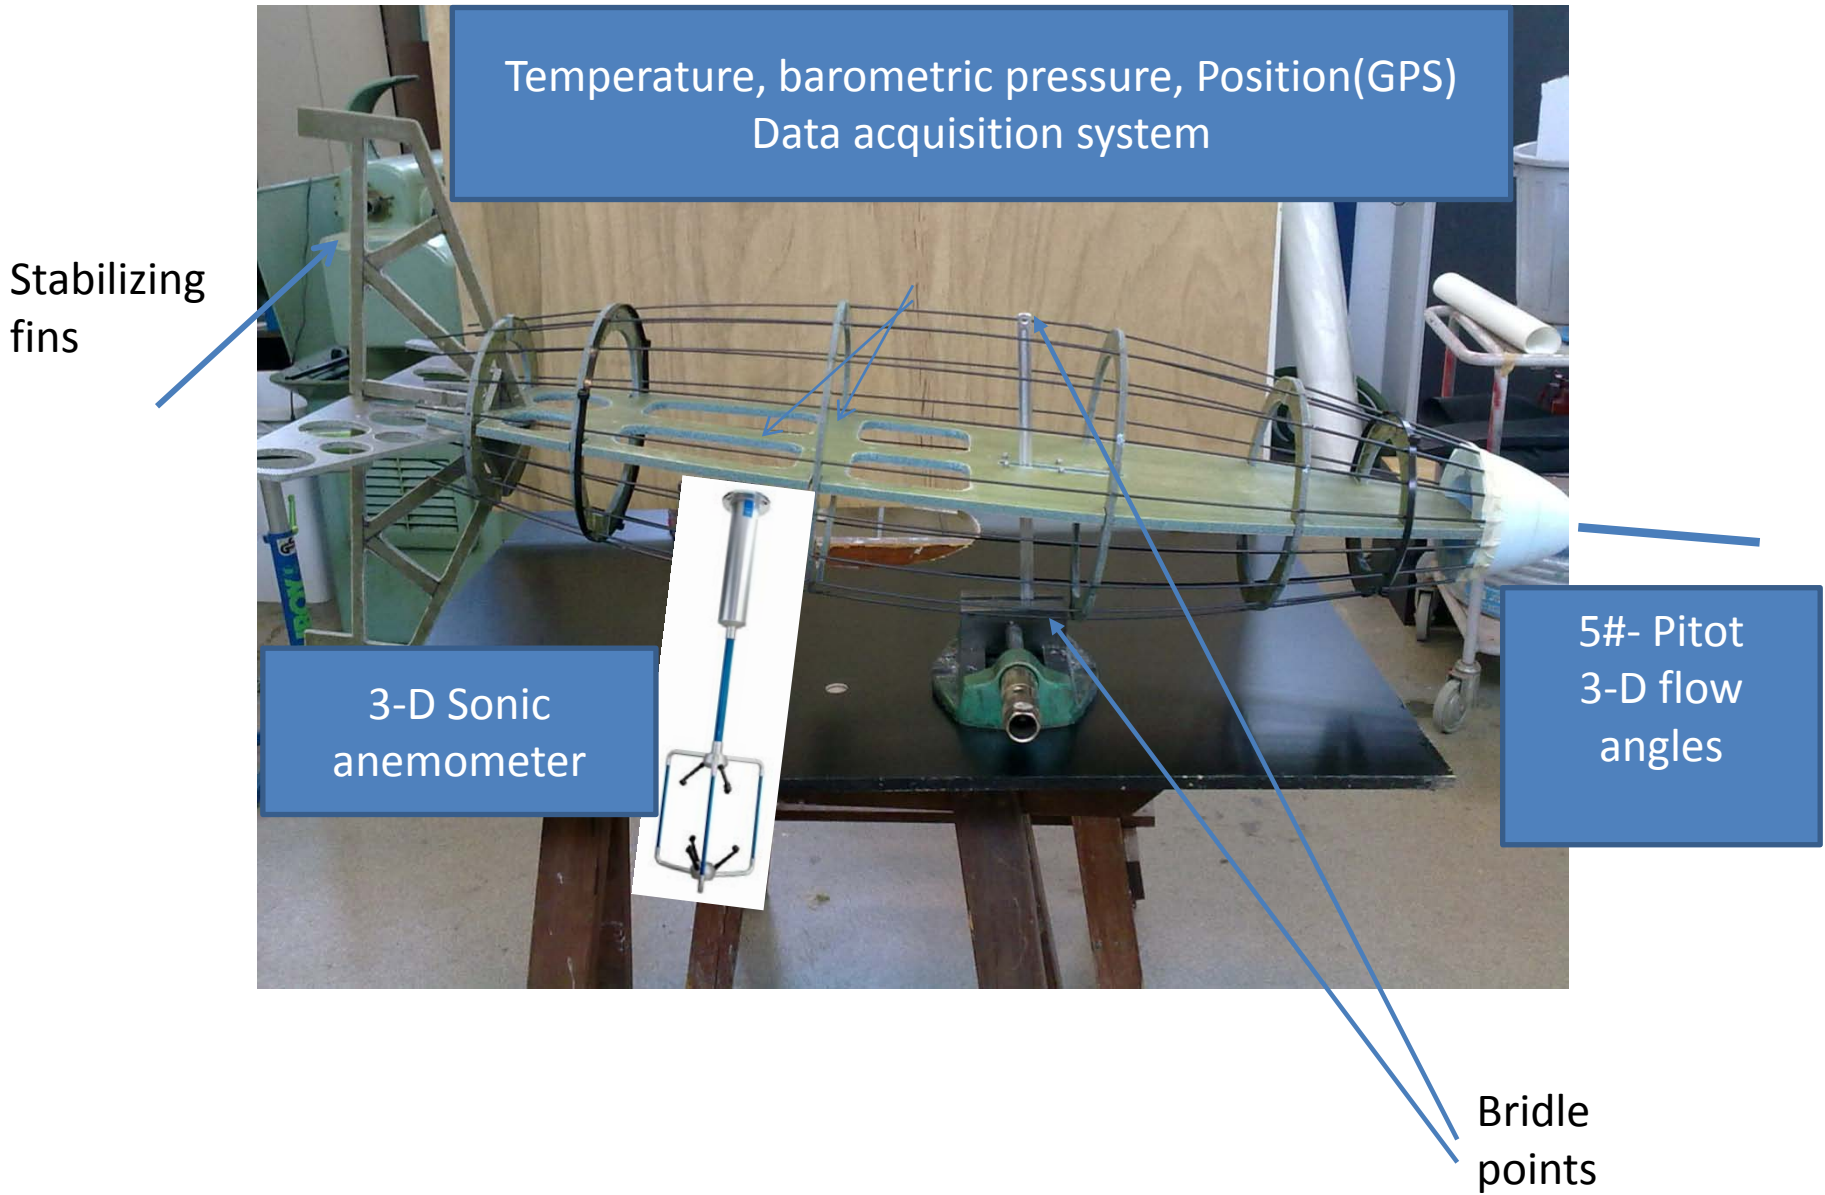 Temperature, barometric pressure, Position(GPS)
Data acquisition system
Stabilizing
fins
3-D Sonic
anemometer
5#- Pitot
3-D flow
angles
Bridle
points